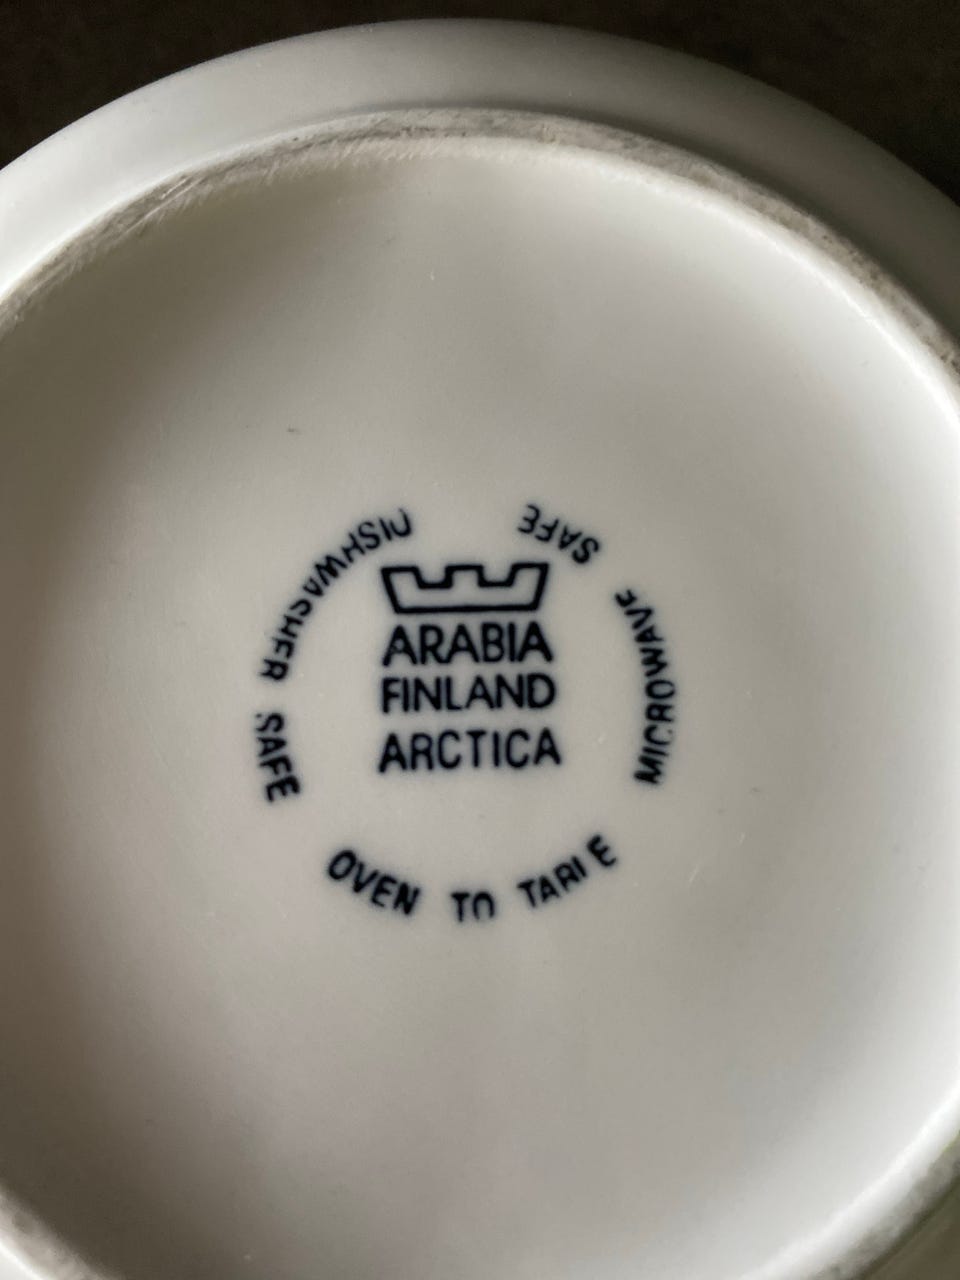 ARABIA
FINLAND
ARCTICA
DISHWASHER SAFE
OVEN TO TABLE
MICROWAVE SAFE